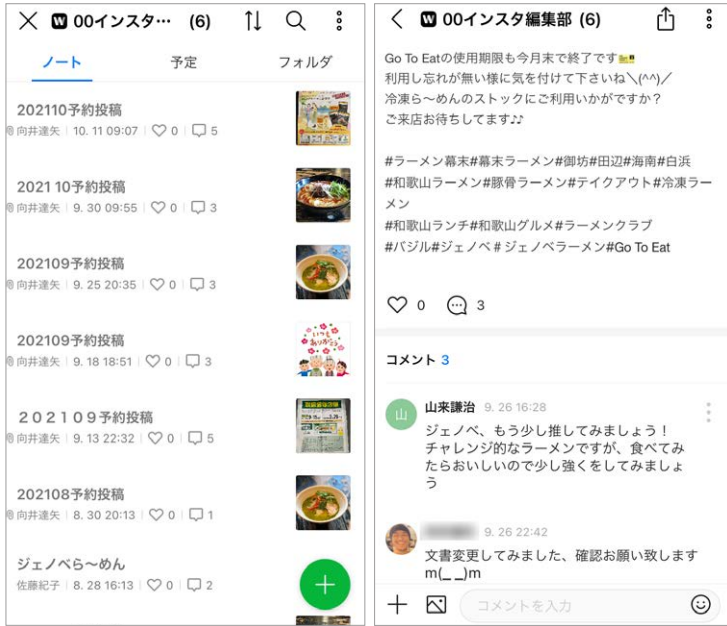 00インスタ… (6)
ノート 予定 フォルダ
202110予約投稿
向井達矢 10. 11 09:07 0 5
2021 10予約投稿
向井達矢 9. 30 09:55 0 3
202109予約投稿
向井達矢 9. 25 20:35 0 3
202109予約投稿
向井達矢 9. 18 18:51 0 3
いつも
ありがとう
202109予約投稿
向井達矢 9. 13 22:32 0 5
202108予約投稿
向井達矢 8. 30 20:13 0 1
ジェノベら〜めん
佐藤紀子 8. 28 16:13 0 2
W 00インスタ編集部 (6)
Go To Eatの使用期限も今月末で終了です
利用し忘れが無い様に気を付けて下さいね＼(^^)／
冷凍ら〜めんのストックにご利用いかがですか？
ご来店お待ちしてます♪♪
#ラーメン幕末#幕末ラーメン#御坊#田辺#海南#白浜
#和歌山ラーメン#豚骨ラーメン#テイクアウト#冷凍ラー
メン
#和歌山ランチ#和歌山グルメ#ラーメンクラブ
#バジル#ジェノベ＃ジェノベラーメン#Go To Eat
0 3
コメント 3
山
山来謙治 9. 26 16:28
ジェノベ、もう少し推してみましょう！
チャレンジ的なラーメンですが、食べてみ
たらおいしいので少し強くをしてみましょ
う
9. 26 22:42
文書変更してみました、確認お願い致します
m(_ _)m
コメントを入力